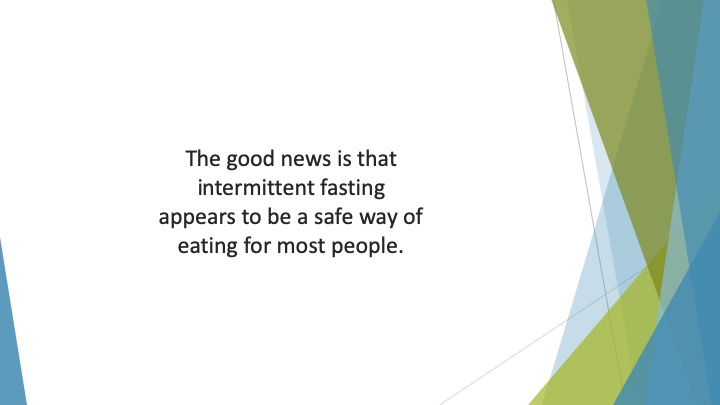 The good news is that
intermittent fasting
appears to be a safe way of
eating for most people.